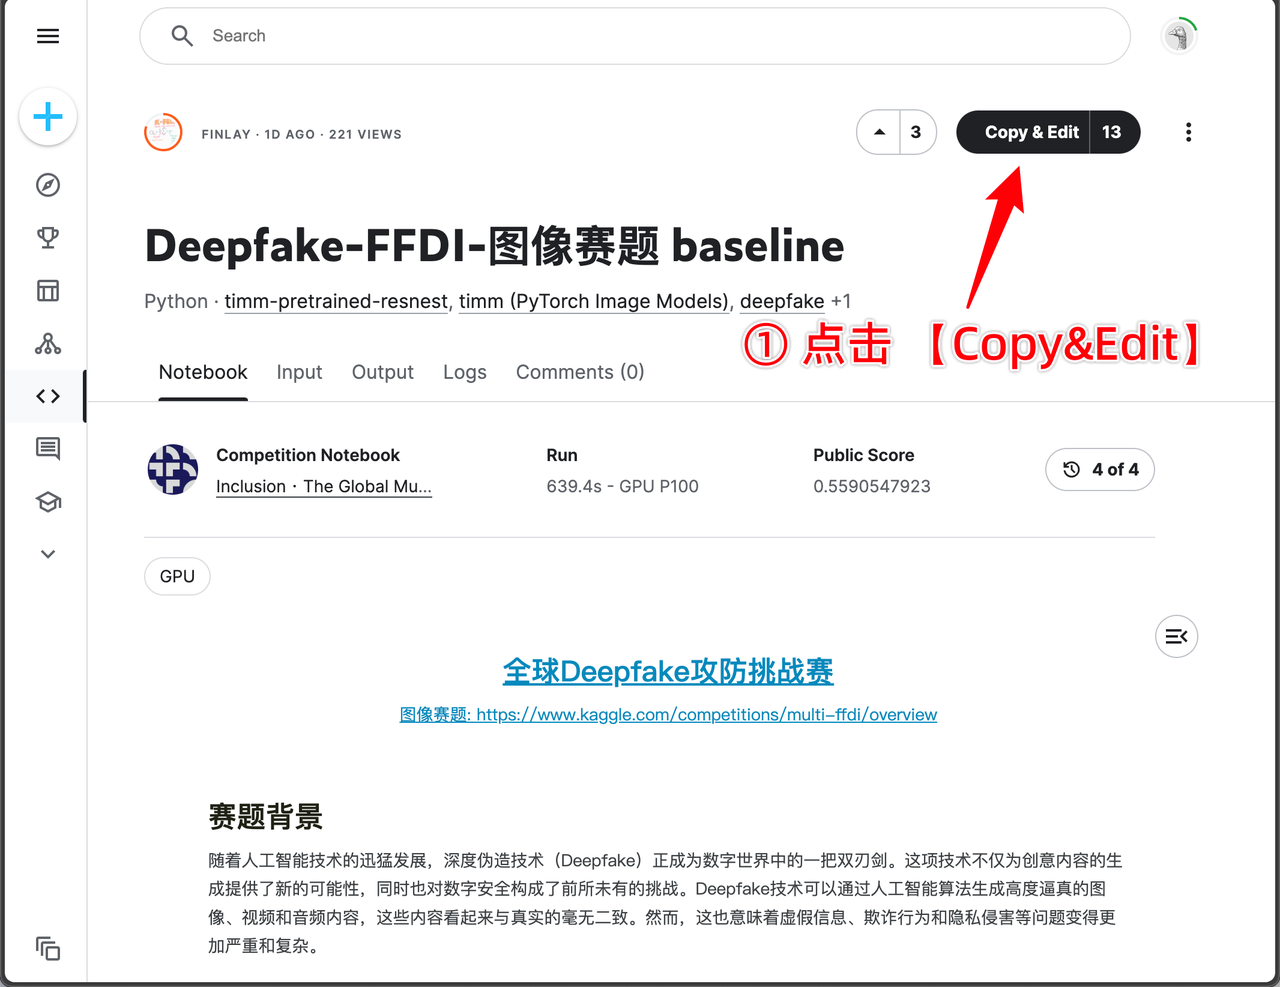 Search
FINLAY · 1D AGO · 221 VIEWS
3
Copy & Edit 13
Deepfake-FFDI-图像赛题 baseline
Python · timm-pretrained-resnest, timm (PyTorch Image Models), deepfake +1
① 点击 【Copy&Edit】
Notebook Input Output Logs Comments (0)
Competition Notebook
Inclusion · The Global Mu...
Run
639.4s - GPU P100
Public Score
0.5590547923
4 of 4
GPU
全球Deepfake攻防挑战赛
图像赛题: https://www.kaggle.com/competitions/multi-ffdi/overview
赛题背景
随着人工智能技术的迅猛发展，深度伪造技术（Deepfake）正成为数字世界中的一把双刃剑。这项技术不仅为创意内容的生
成提供了新的可能性，同时也对数字安全构成了前所未有的挑战。Deepfake技术可以通过人工智能算法生成高度逼真的图
像、视频和音频内容，这些内容看起来与真实的毫无二致。然而，这也意味着虚假信息、欺诈行为和隐私侵害等问题变得更
加严重和复杂。